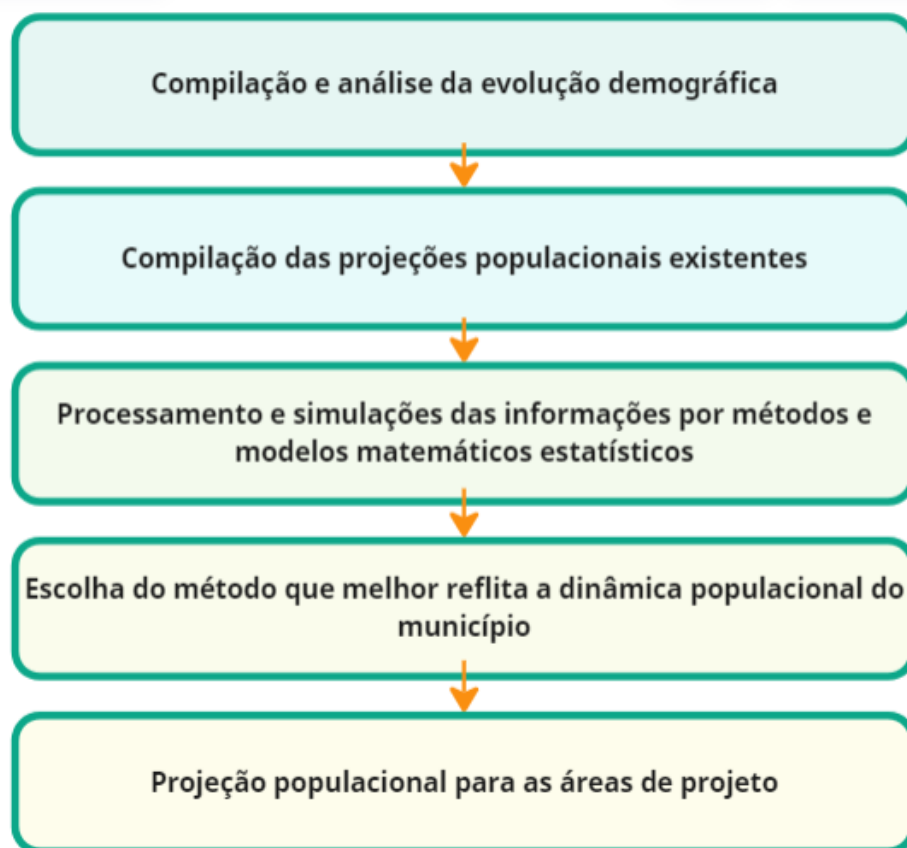 Compilação e análise da evolução demográfica
Compilação das projeções populacionais existentes
Processamento e simulações das informações por métodos e
modelos matemáticos estatísticos
Escolha do método que melhor reflita a dinâmica populacional do
município
Projeção populacional para as áreas de projeto